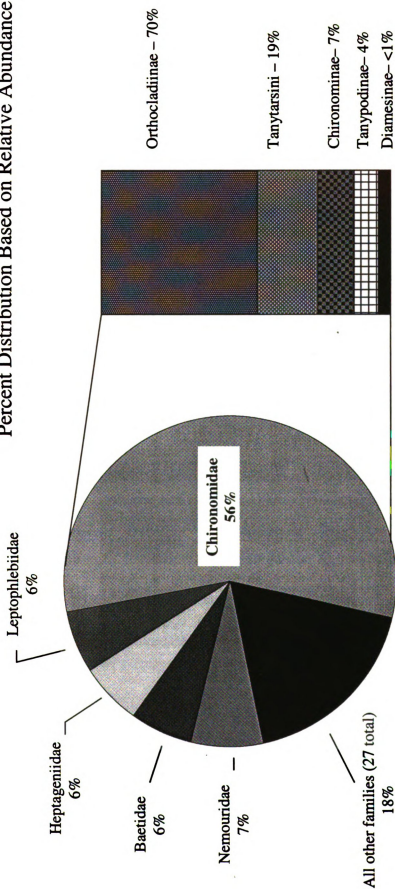 Percent Distribution Based on Relative Abundance
Leptophlebiidae
6%
Heptageniidae
6%
Baetidae
6%
Nemouridae
7%
All other families (27 total)
18%
Chironomidae
56%
Orthocladiinae – 70%
Tanytarsini – 19%
Chironominae– 7%
Tanypodinae– 4%
Diamesinae– <1%